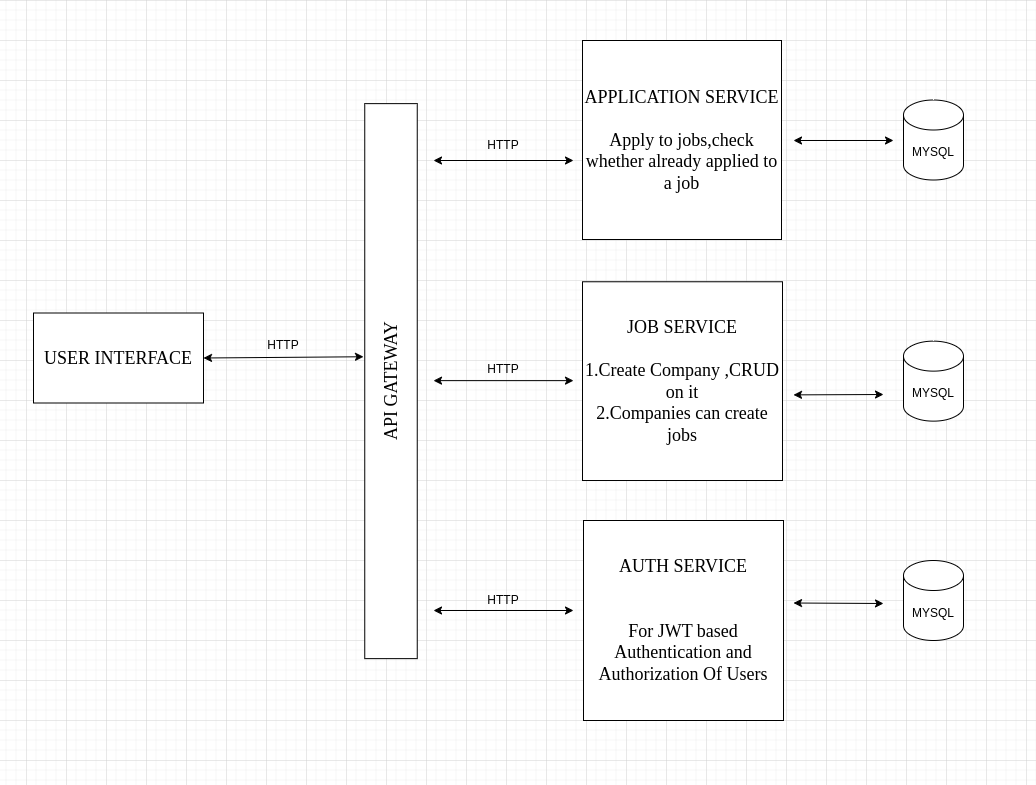 APPLICATION SERVICE
Apply to jobs,check
whether already applied to
a job
HTTP
MYSQL
USER INTERFACE
HTTP
API GATEWAY
HTTP
JOB SERVICE
1.Create Company ,CRUD
on it
2.Companies can create
jobs
MYSQL
HTTP
AUTH SERVICE
For JWT based
Authentication and
Authorization Of Users
MYSQL